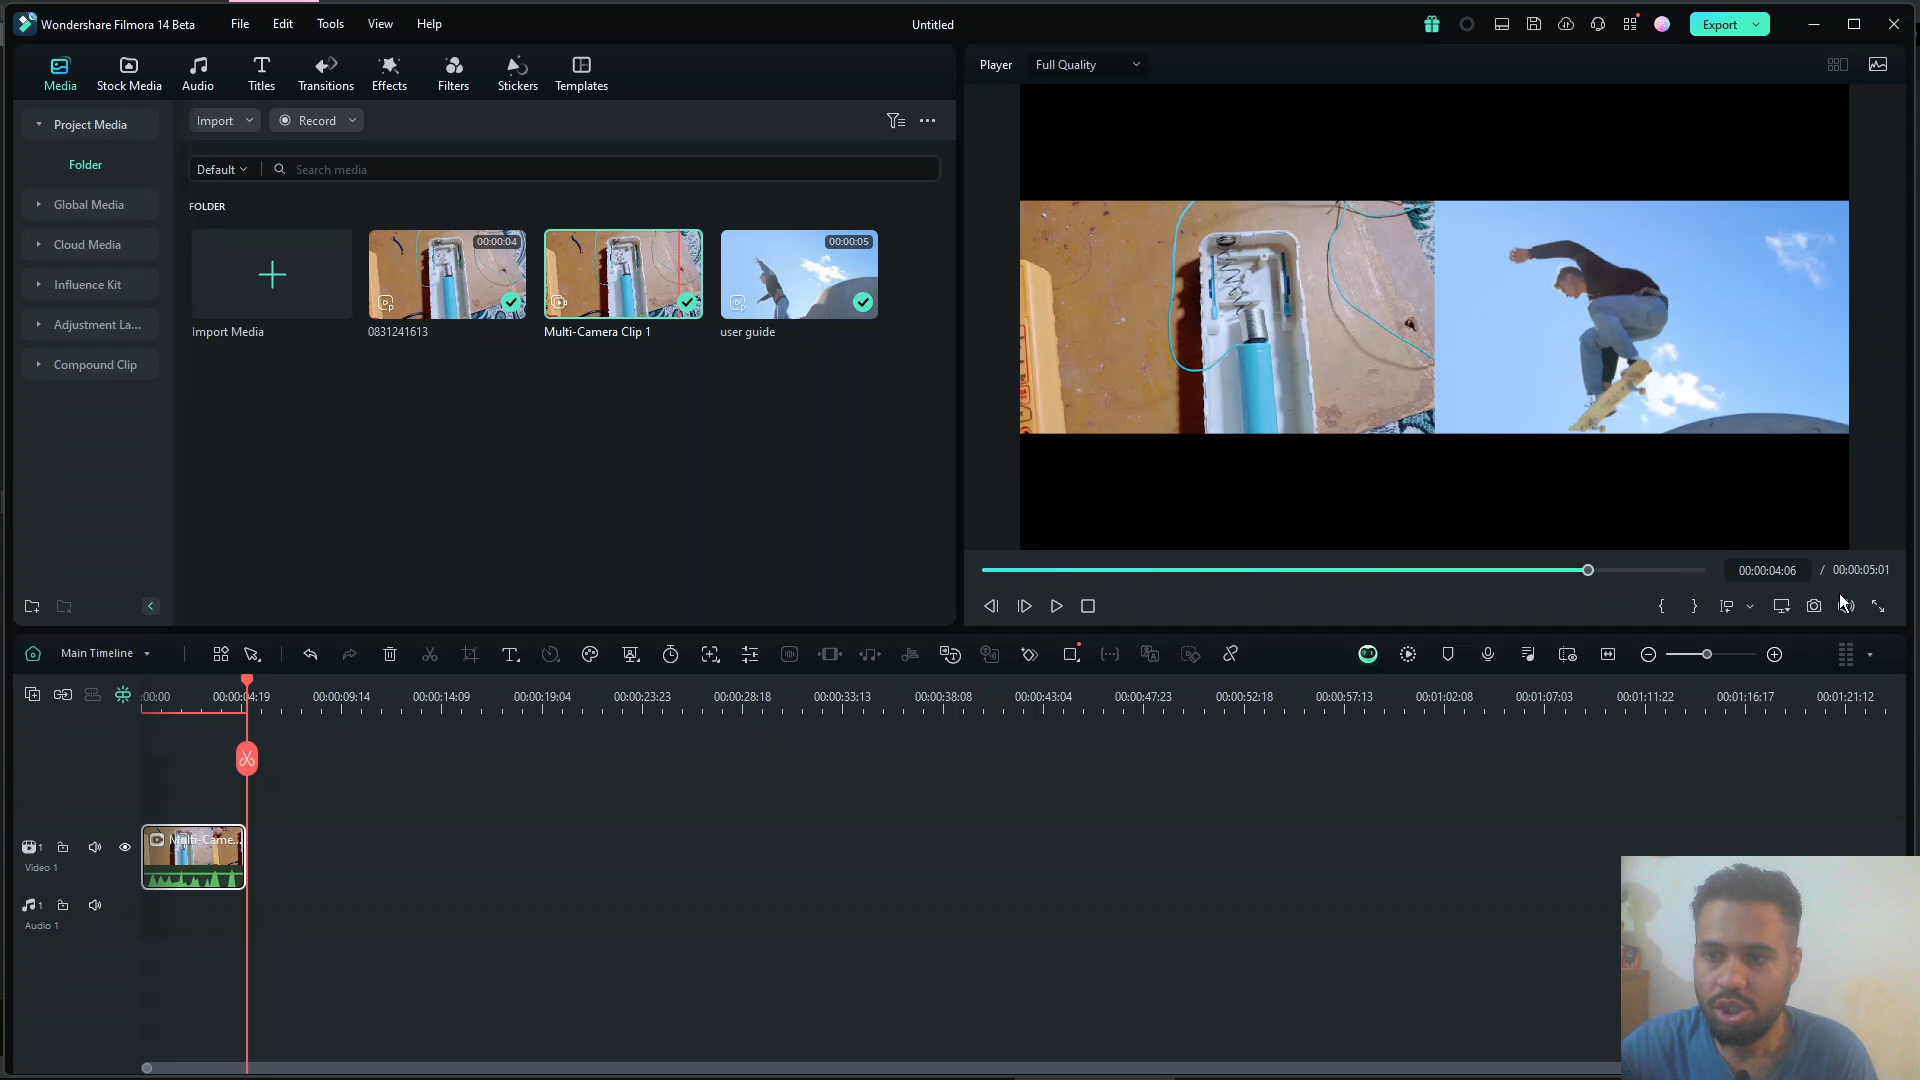 Wondershare Filmora 14 Beta File Edit Tools View Help Untitled Export
Media Stock Media Audio Titles Transitions Effects Filters Stickers Templates
Player Full Quality
Project Media
Folder
Global Media
Cloud Media
Influence Kit
Adjustment La...
Compound Clip
Import Record
Default Search media
FOLDER
00:00:04 00:00:05
Import Media 0831241613 Multi-Camera Clip 1 user guide
00:00:04:06 / 00:00:05:01
{ }
Main Timeline
:00:00 00:00:04:19 00:00:09:14 00:00:14:09 00:00:19:04 00:00:23:23 00:00:28:18 00:00:33:13 00:00:38:08 00:00:43:04 00:00:47:23 00:00:52:18 00:00:57:13 00:01:02:08 00:01:07:03 00:01:11:22 00:01:16:17 00:01:21:12
Multi-Came...
1
Video 1
1
Audio 1